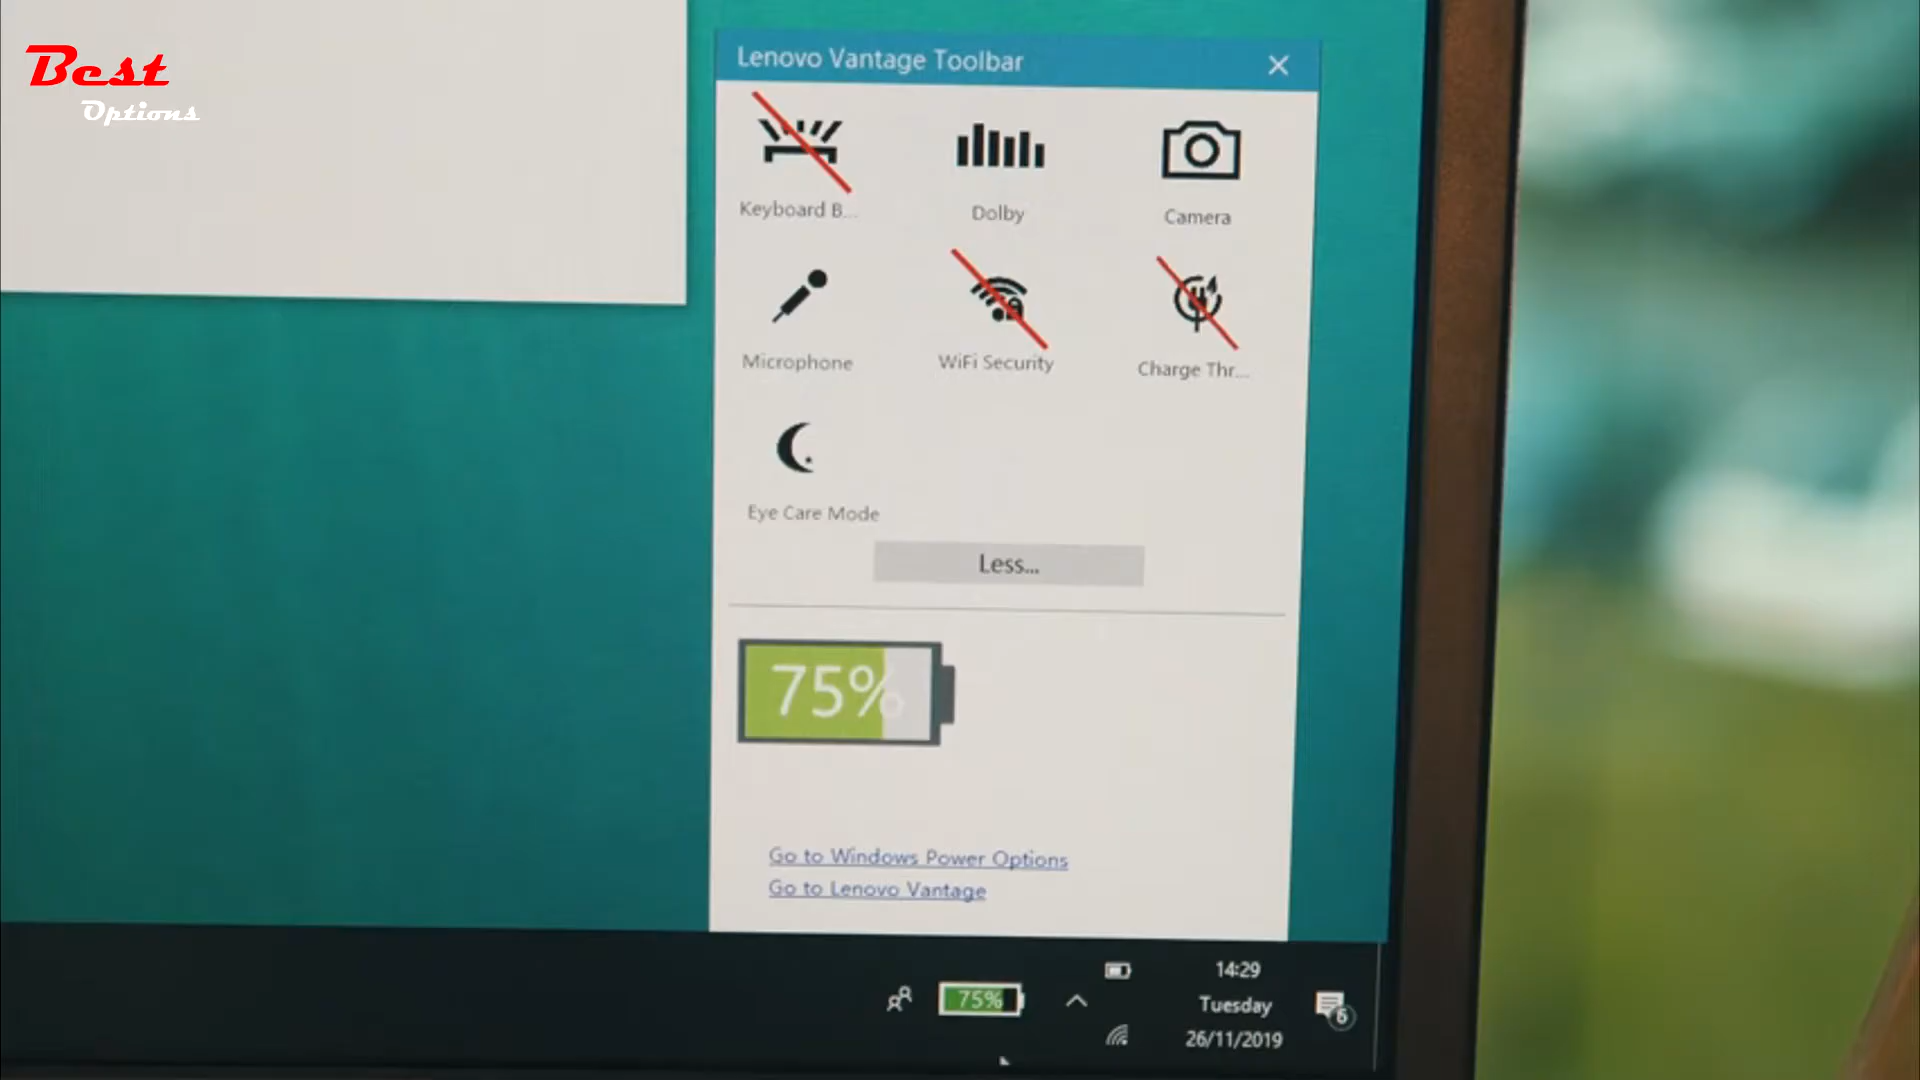 Best
Options
Lenovo Vantage Toolbar
Keyboard B...
Dolby
Camera
Microphone
WiFi Security
Charge Thr...
Eye Care Mode
Less...
75%
Go to Windows Power Options
Go to Lenovo Vantage
75%
14:29
Tuesday
26/11/2019
6